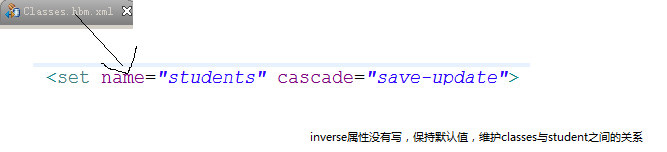 Classes.hbm.xml
<set name="students" cascade="save-update">
inverse属性没有写，保持默认值，维护classes与student之间的关系